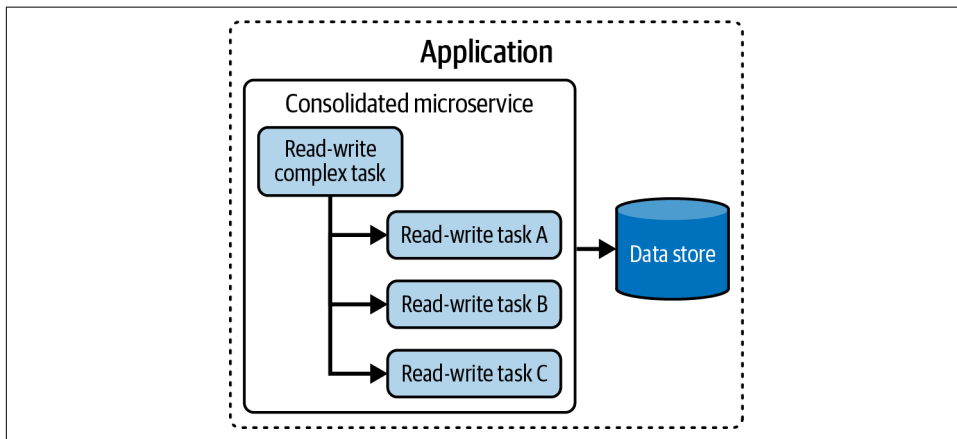 Application
Consolidated microservice
Read-write
complex task
Read-write task A
Data store
Read-write task B
Read-write task C